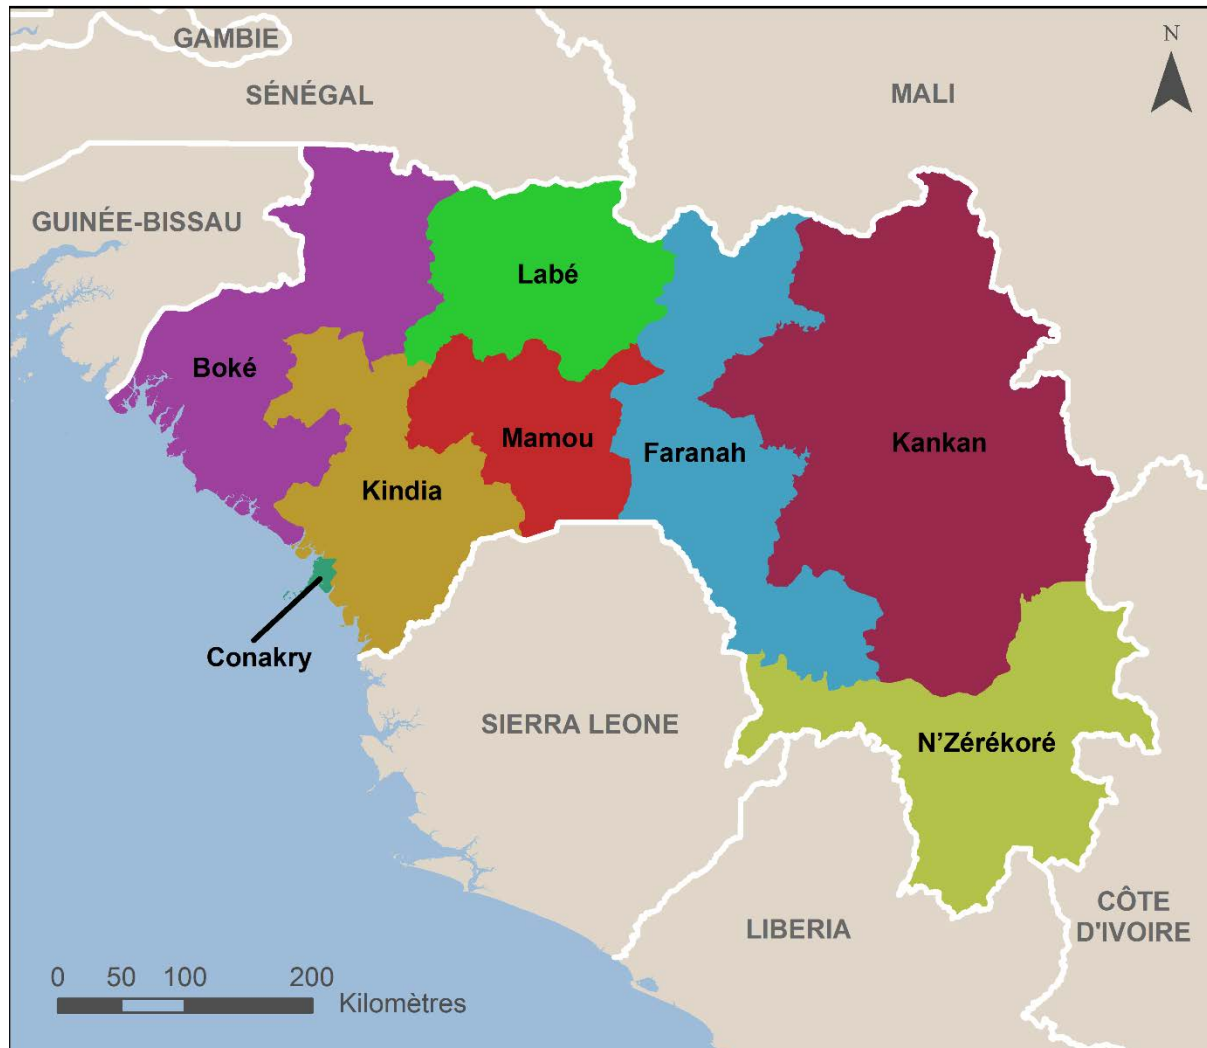 GAMBIE
N
SÉNÉGAL
MALI
GUINÉE-BISSAU
Labé
Boké
Mamou
Faranah
Kankan
Kindia
Conakry
SIERRA LEONE
N'Zérékoré
LIBERIA
CÔTE
D'IVOIRE
0 50 100 200
Kilomètres